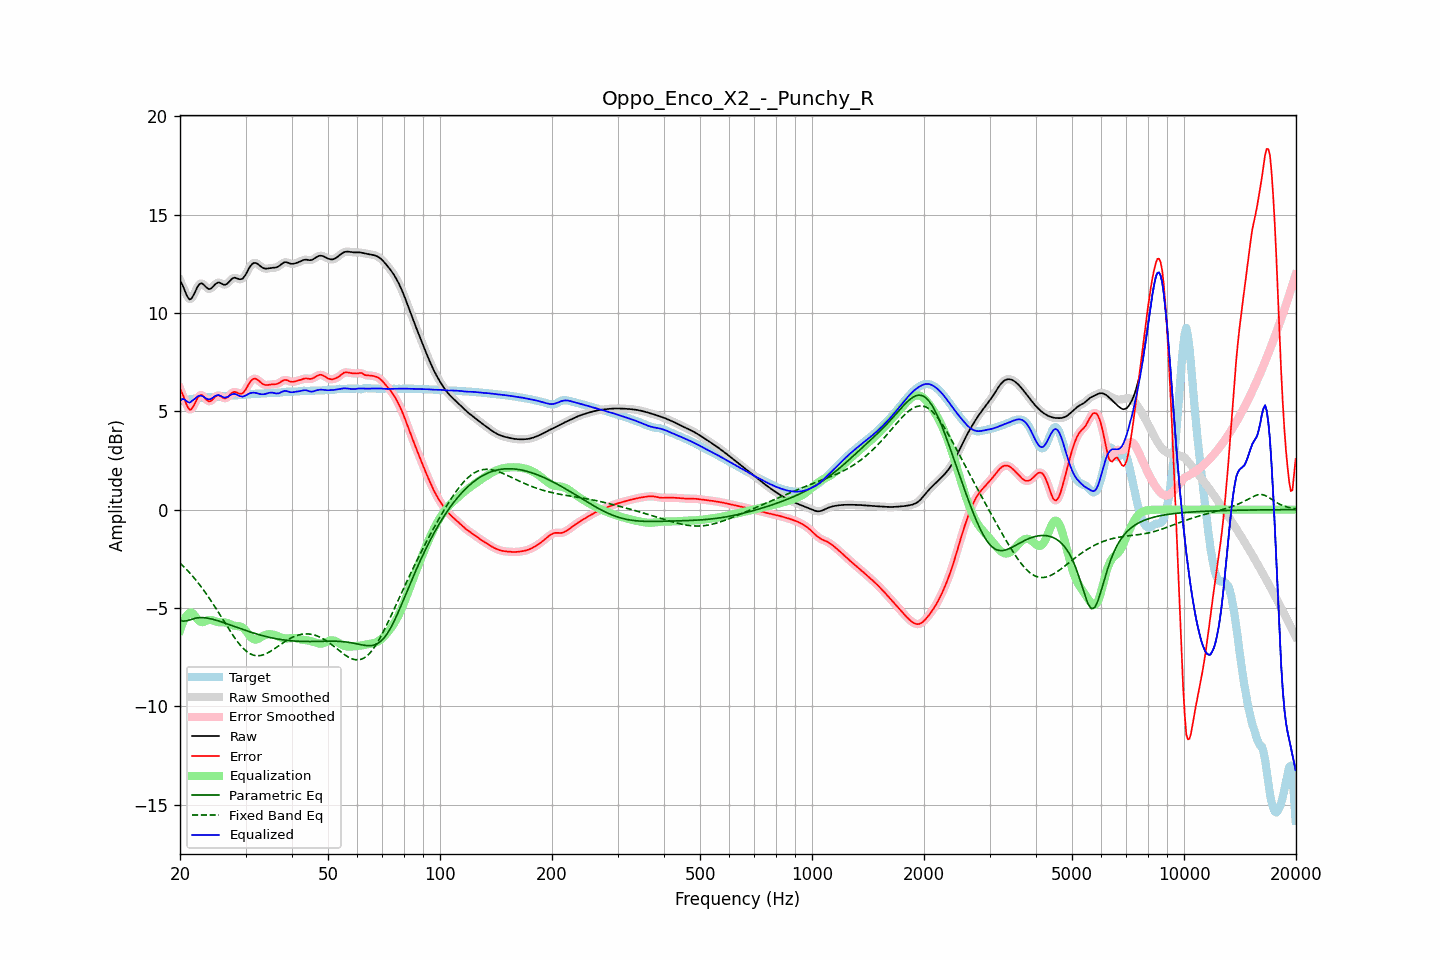 Oppo_Enco_X2_-_Punchy_R
20
15
10
5
0
−5
−10
−15
Amplitude (dBr)
Target
Raw Smoothed
Error Smoothed
Raw
Error
Equalization
Parametric Eq
Fixed Band Eq
Equalized
20 50 100 200 500 1000 2000 5000 10000 20000
Frequency (Hz)